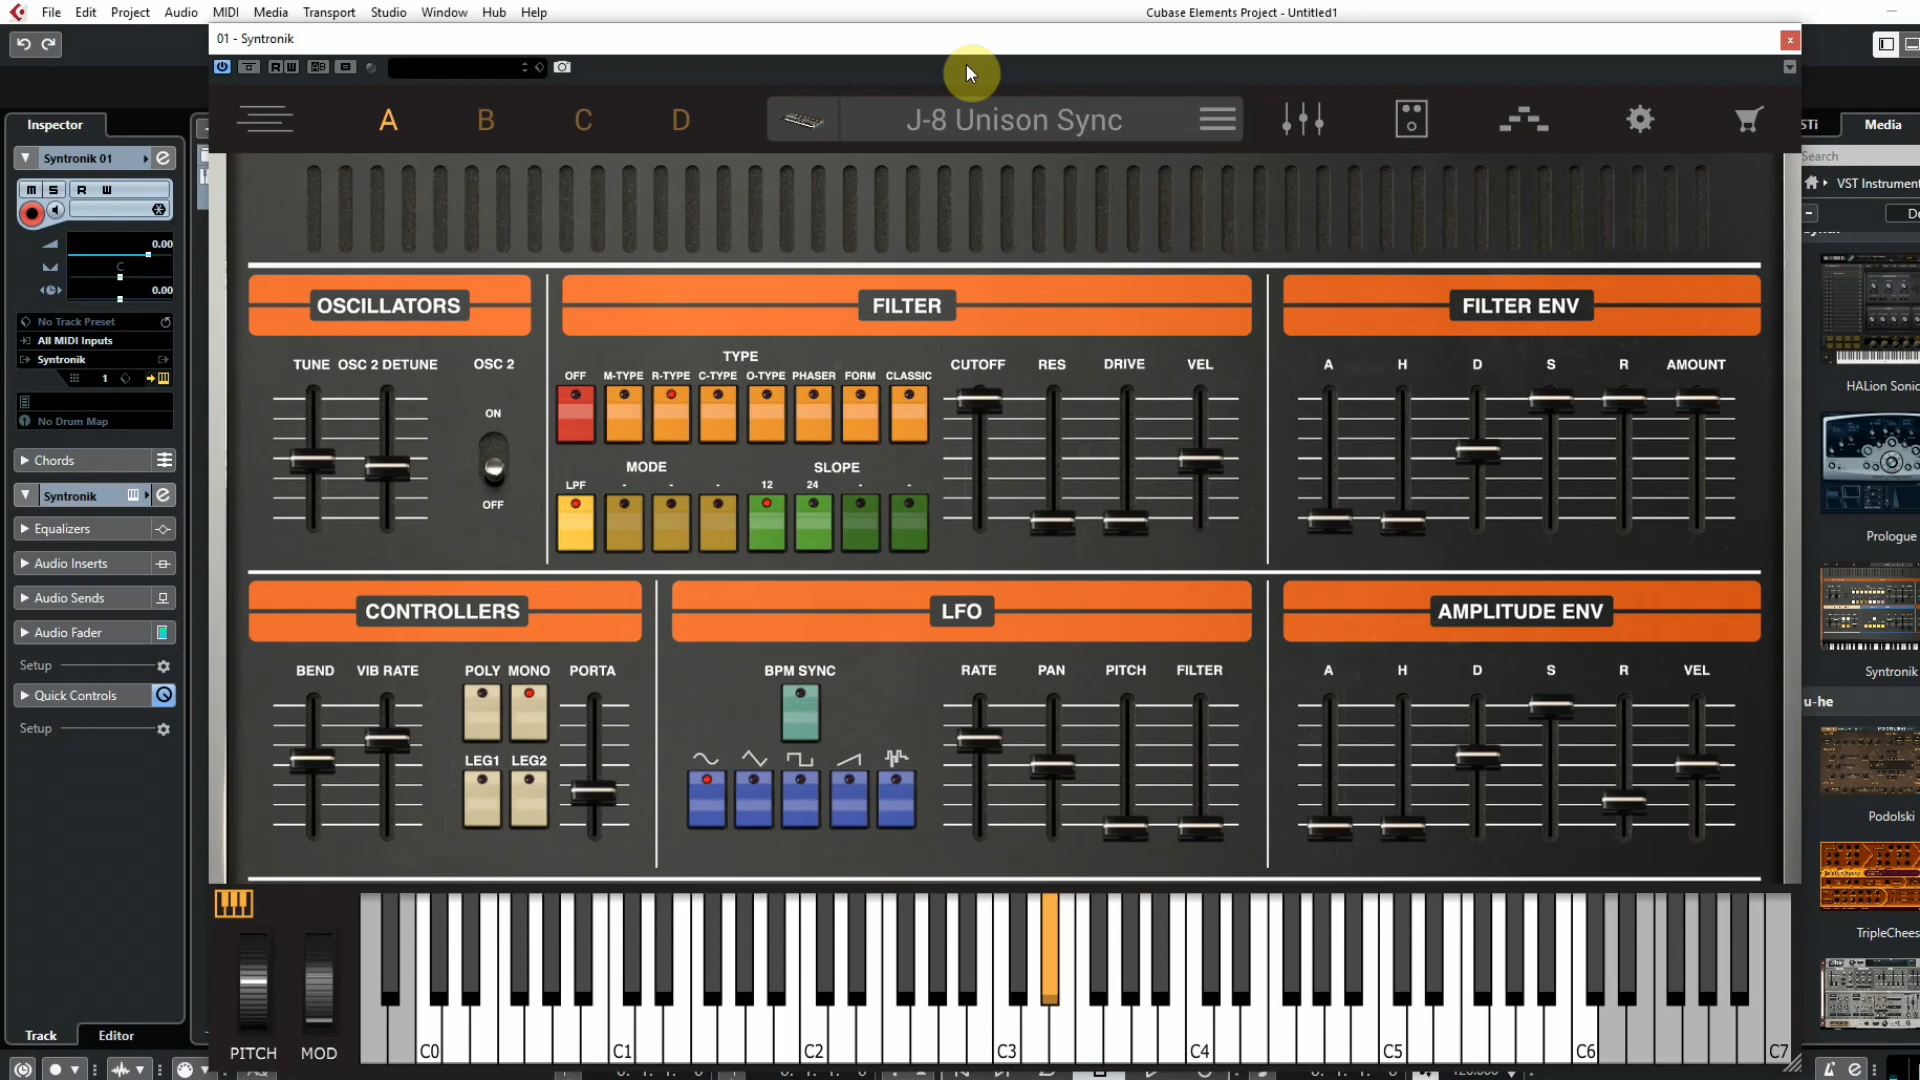 File Edit Project Audio MIDI Media Transport Studio Window Hub Help
Cubase Elements Project - Untitled1
01 - Syntronik
R W
A B C D
J-8 Unison Sync
Inspector
Syntronik 01
M S R W
0.00
C
0.00
No Track Preset
All MIDI Inputs
Syntronik
1
No Drum Map
Chords
Syntronik
Equalizers
Audio Inserts
Audio Sends
Audio Fader
Setup
Quick Controls
Setup
Track Editor
OSCILLATORS
TUNE OSC 2 DETUNE OSC 2
ON
OFF
FILTER
TYPE
OFF M-TYPE R-TYPE C-TYPE O-TYPE PHASER FORM CLASSIC
MODE SLOPE
LPF - - - 12 24 - -
CUTOFF RES DRIVE VEL
FILTER ENV
A H D S R AMOUNT
CONTROLLERS
BEND VIB RATE POLY MONO PORTA
LEG1 LEG2
LFO
BPM SYNC
RATE PAN PITCH FILTER
AMPLITUDE ENV
A H D S R VEL
PITCH MOD
C0 C1 C2 C3 C4 C5 C6 C7
STi Media
Search
VST Instrument
De
HALion Sonic
Prologue
Syntronik
u-he
Podolski
TripleChees